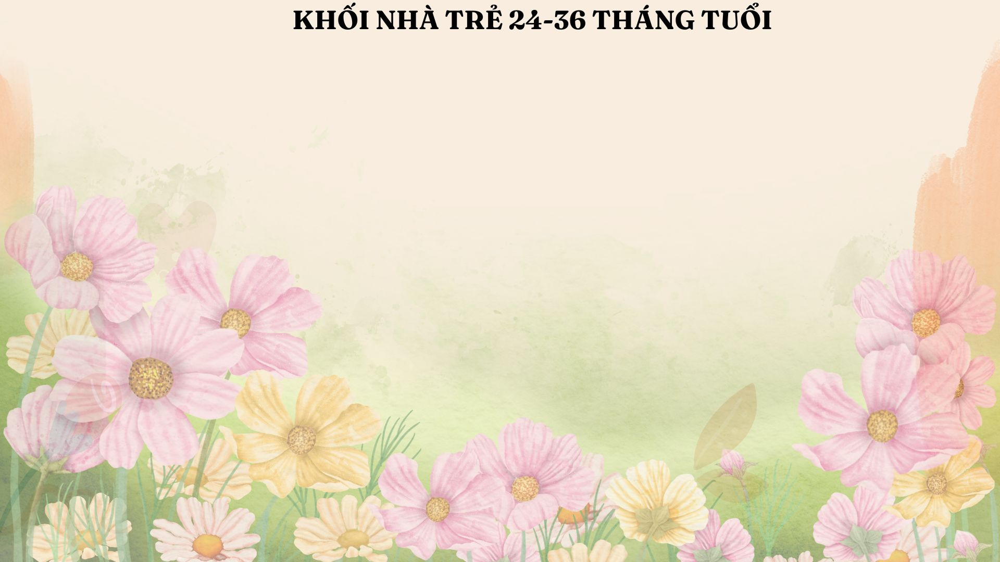 KHỐI NHÀ TRẺ 24-36 THÁNG TUỔI